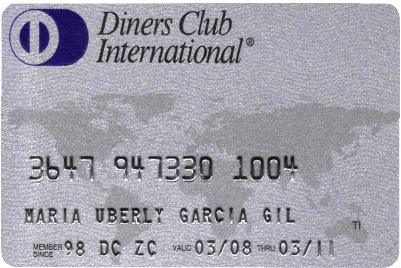 Diners Club
International®
3647 947330 1004
MARIA UBERLY GARCIA GIL
TI
MEMBER SINCE 98 DC ZC VALID 03/08 THRU 03/11